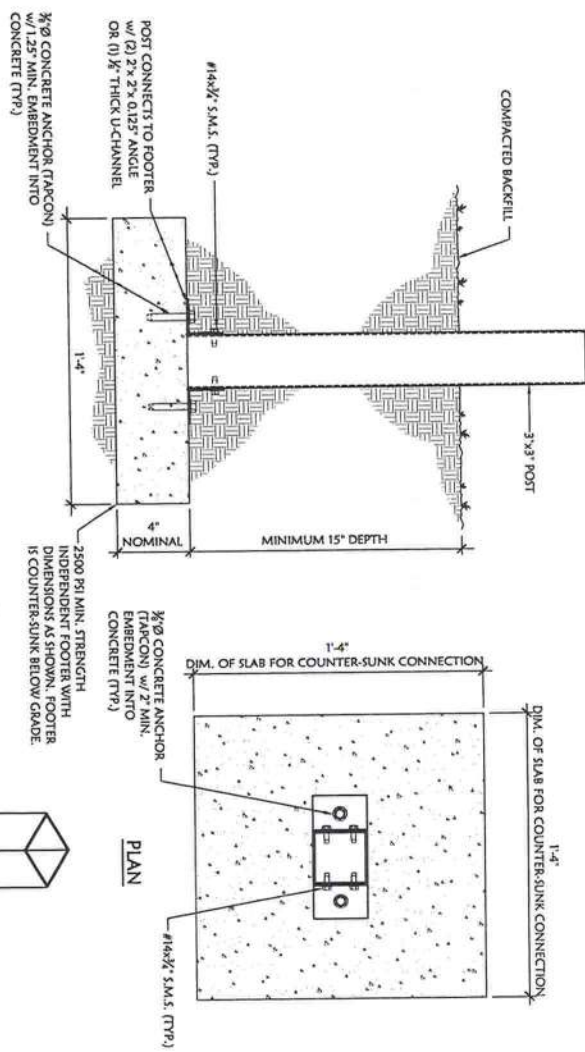 COMPACTED BACKFILL
#14x¾" S.M.S. (TYP.)
POST CONNECTS TO FOOTER
w/ (2) 2"x 2"x 0.125" ANGLE
OR (1) ⅛" THICK U-CHANNEL
⅜"Ø CONCRETE ANCHOR (TAPCON)
w/ 1.25" MIN. EMBEDMENT INTO
CONCRETE (TYP.)
1'-4"
3"x3" POST
MINIMUM 15" DEPTH
4"
NOMINAL
2500 PSI MIN. STRENGTH
INDEPENDENT FOOTER WITH
DIMENSIONS AS SHOWN. FOOTER
IS COUNTER-SUNK BELOW GRADE.
1'-4"
DIM. OF SLAB FOR COUNTER-SUNK CONNECTION
1'-4"
DIM. OF SLAB FOR COUNTER-SUNK CONNECTION
⅜"Ø CONCRETE ANCHOR
(TAPCON) w/ 2" MIN.
EMBEDMENT INTO
CONCRETE (TYP.)
#14x¾" S.M.S. (TYP.)
PLAN